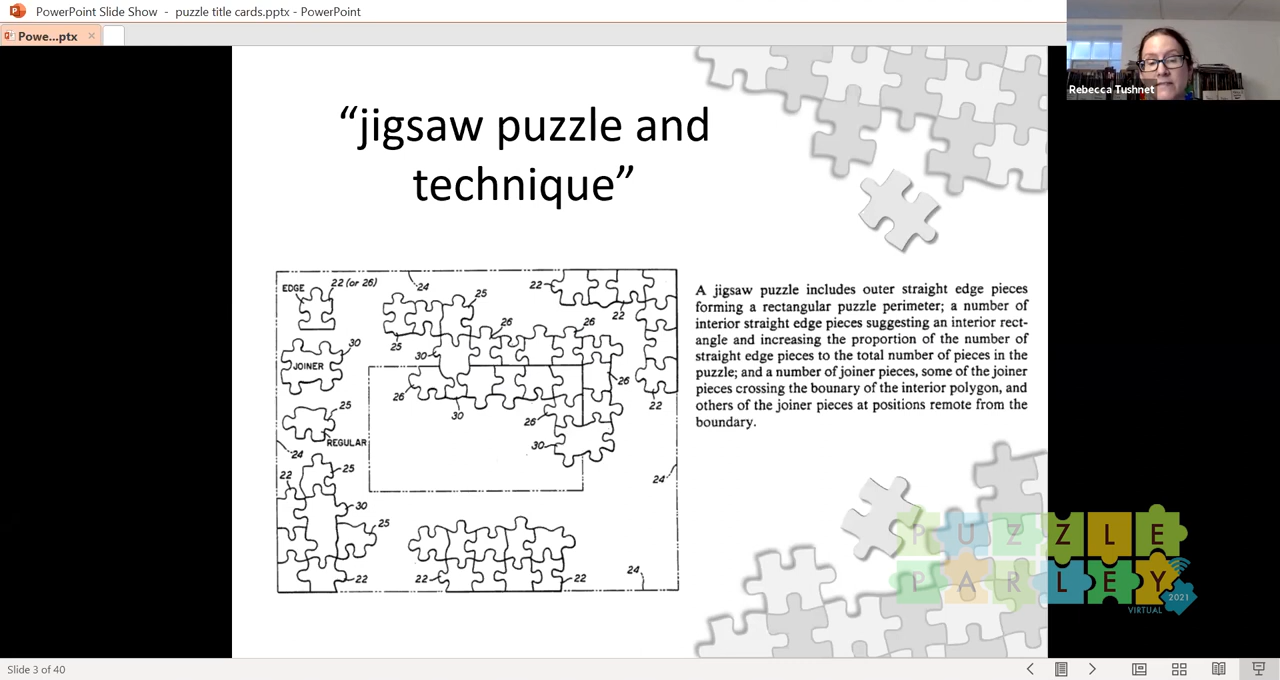 PowerPoint Slide Show - puzzle title cards.pptx - PowerPoint
Powe...ptx
Rebecca Tushnet
“jigsaw puzzle and
technique”
EDGE
22 (or 26)
24
25
22
22
25
26
26
30
30
JOINER
26
26
30
22
25
26
REGULAR
30
24
22
25
24
30
25
22
22
22
24
A jigsaw puzzle includes outer straight edge pieces
forming a rectangular puzzle perimeter; a number of
interior straight edge pieces suggesting an interior rect-
angle and increasing the proportion of the number of
straight edge pieces to the total number of pieces in the
puzzle; and a number of joiner pieces, some of the joiner
pieces crossing the bounary of the interior polygon, and
others of the joiner pieces at positions remote from the
boundary.
PUZZLE
PARLEY
VIRTUAL
2021
Slide 3 of 40